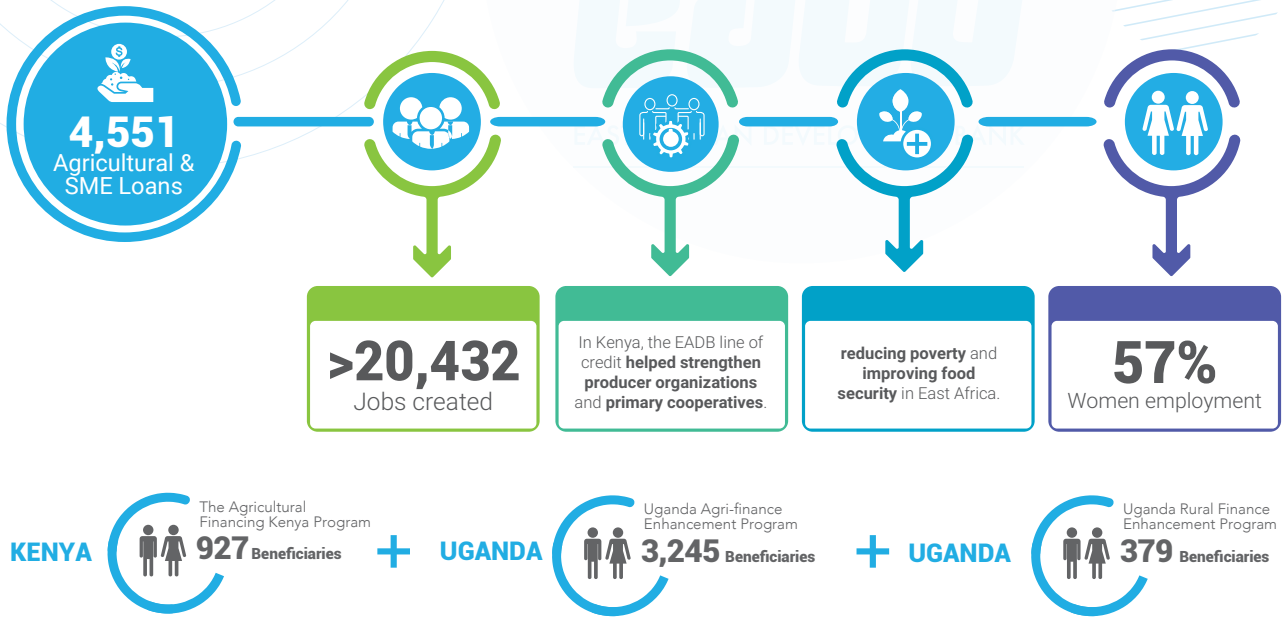 $
4,551
Agricultural &
SME Loans
>20,432
Jobs created
In Kenya, the EADB line of
credit helped strengthen
producer organizations
and primary cooperatives.
reducing poverty and
improving food
security in East Africa.
57%
Women employment
KENYA
The Agricultural
Financing Kenya Program
927 Beneficiaries
+
UGANDA
Uganda Agri-finance
Enhancement Program
3,245 Beneficiaries
+
UGANDA
Uganda Rural Finance
Enhancement Program
379 Beneficiaries